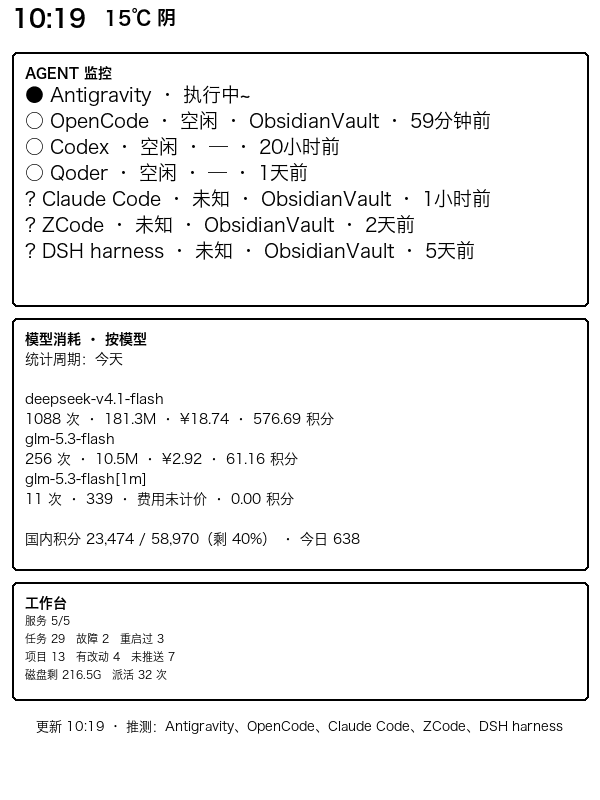 10:19 15℃ 阴
AGENT 监控
● Antigravity · 执行中~
○ OpenCode · 空闲 · ObsidianVault · 59分钟前
○ Codex · 空闲 · — · 20小时前
○ Qoder · 空闲 · — · 1天前
? Claude Code · 未知 · ObsidianVault · 1小时前
? ZCode · 未知 · ObsidianVault · 2天前
? DSH harness · 未知 · ObsidianVault · 5天前
模型消耗 · 按模型
统计周期：今天
deepseek-v4.1-flash
1088 次 · 181.3M · ¥18.74 · 576.69 积分
glm-5.3-flash
256 次 · 10.5M · ¥2.92 · 61.16 积分
glm-5.3-flash[1m]
11 次 · 339 · 费用未计价 · 0.00 积分
国内积分 23,474 / 58,970（剩 40%） · 今日 638
工作台
服务 5/5
任务 29 故障 2 重启过 3
项目 13 有改动 4 未推送 7
磁盘剩 216.5G 派活 32 次
更新 10:19 · 推测：Antigravity、OpenCode、Claude Code、ZCode、DSH harness